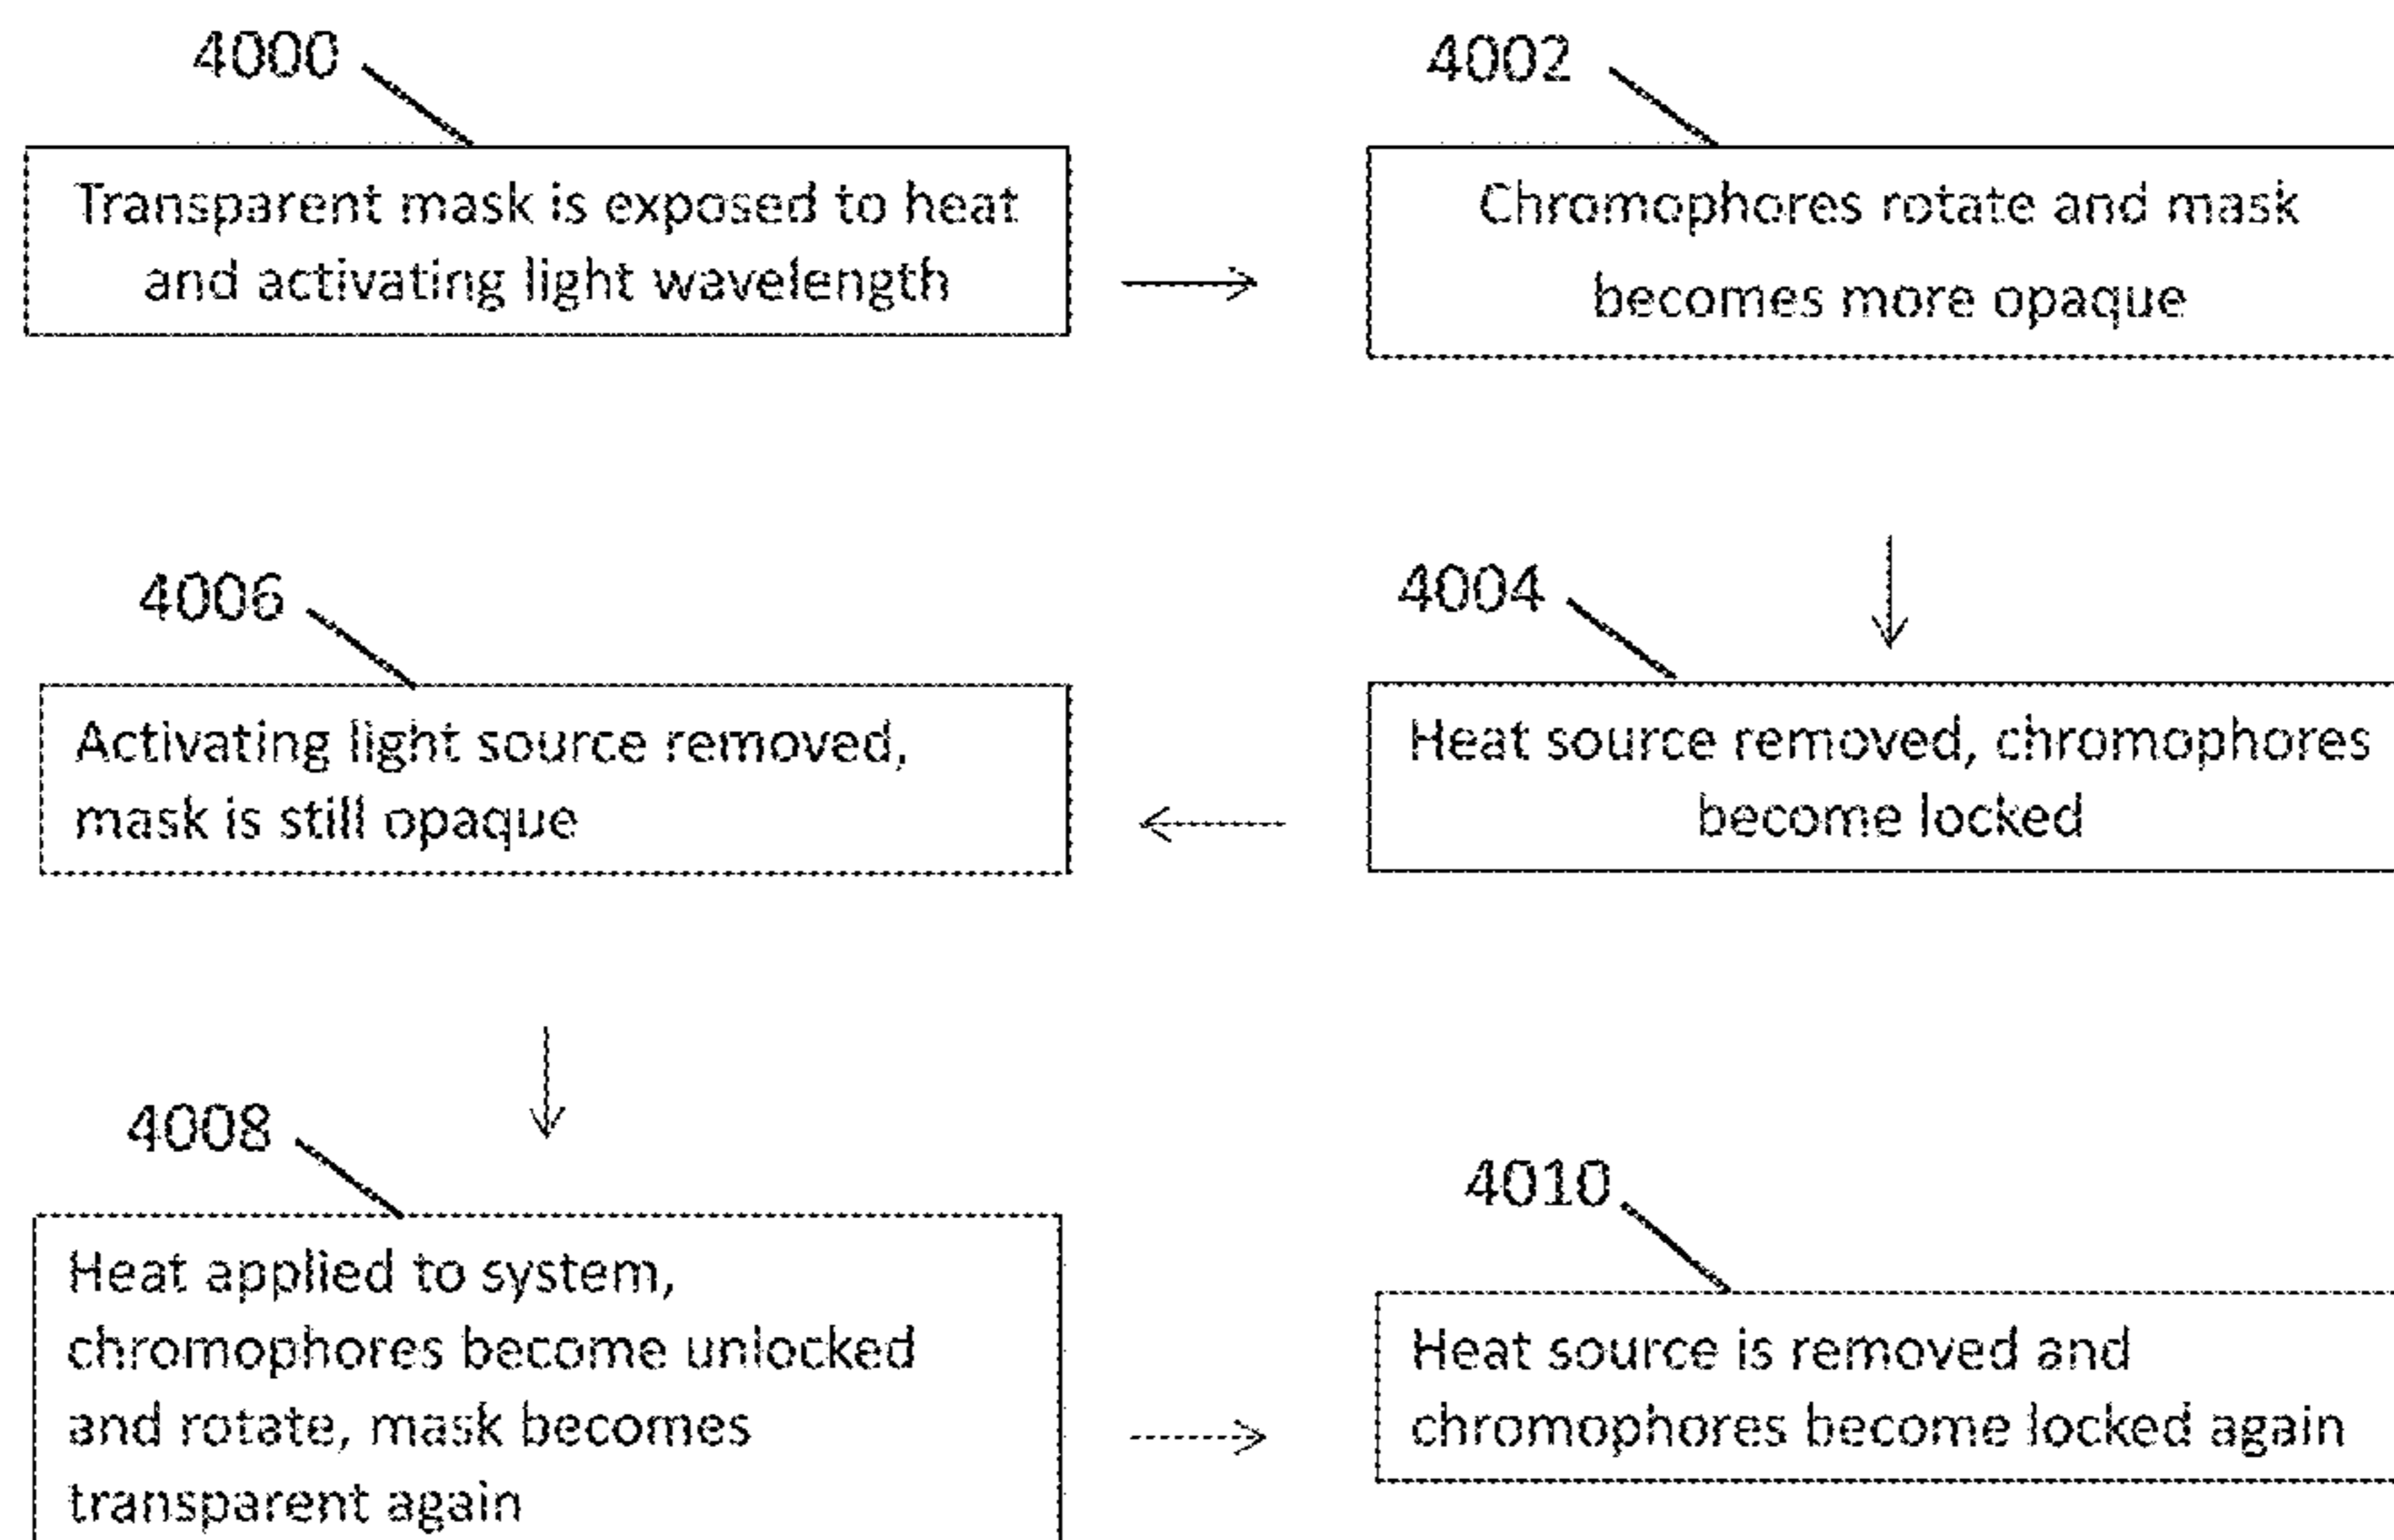 4000
Transparent mask is exposed to heat
and activating light wavelength
4002
Chromophores rotate and mask
becomes more opaque
4004
Heat source removed, chromophores
become locked
4006
Activating light source removed,
mask is still opaque
4008
Heat applied to system,
chromophores become unlocked
and rotate, mask becomes
transparent again
4010
Heat source is removed and
chromophores become locked again